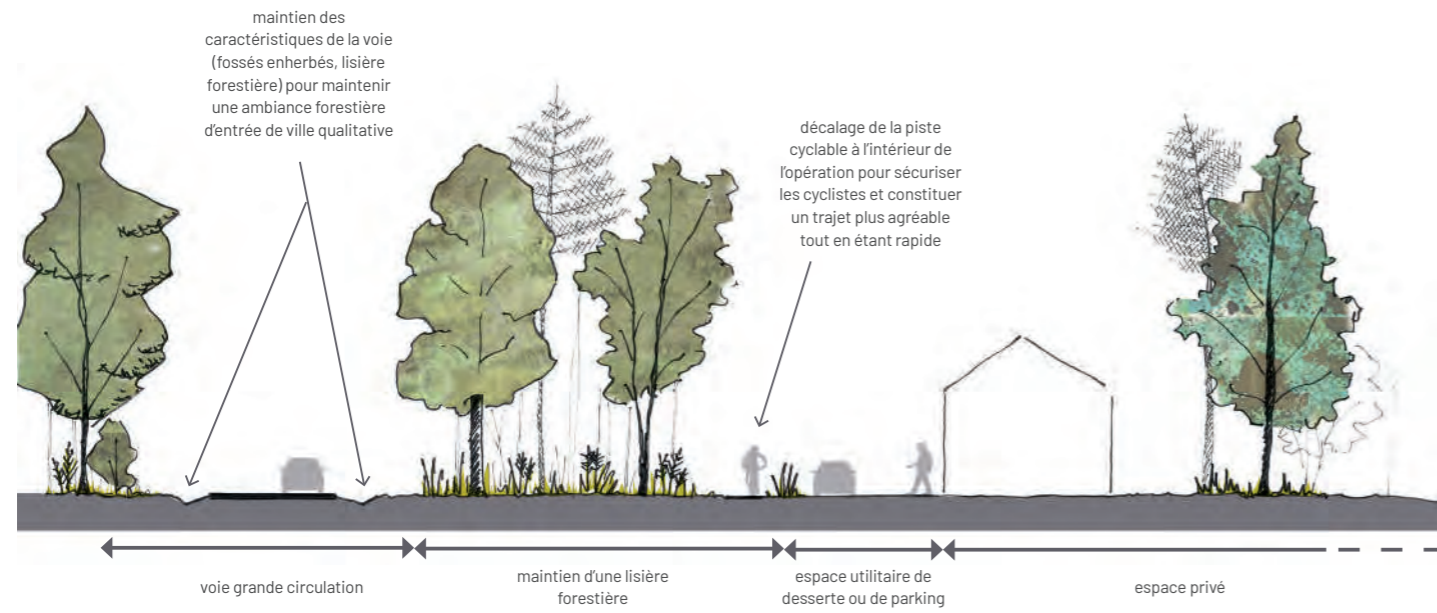 maintien des
caractéristiques de la voie
(fossés enherbés, lisière
forestière) pour maintenir
une ambiance forestière
d'entrée de ville qualitative
décalage de la piste
cyclable à l'intérieur de
l'opération pour sécuriser
les cyclistes et constituer
un trajet plus agréable
tout en étant rapide
voie grande circulation
maintien d'une lisière
forestière
espace utilitaire de
desserte ou de parking
espace privé